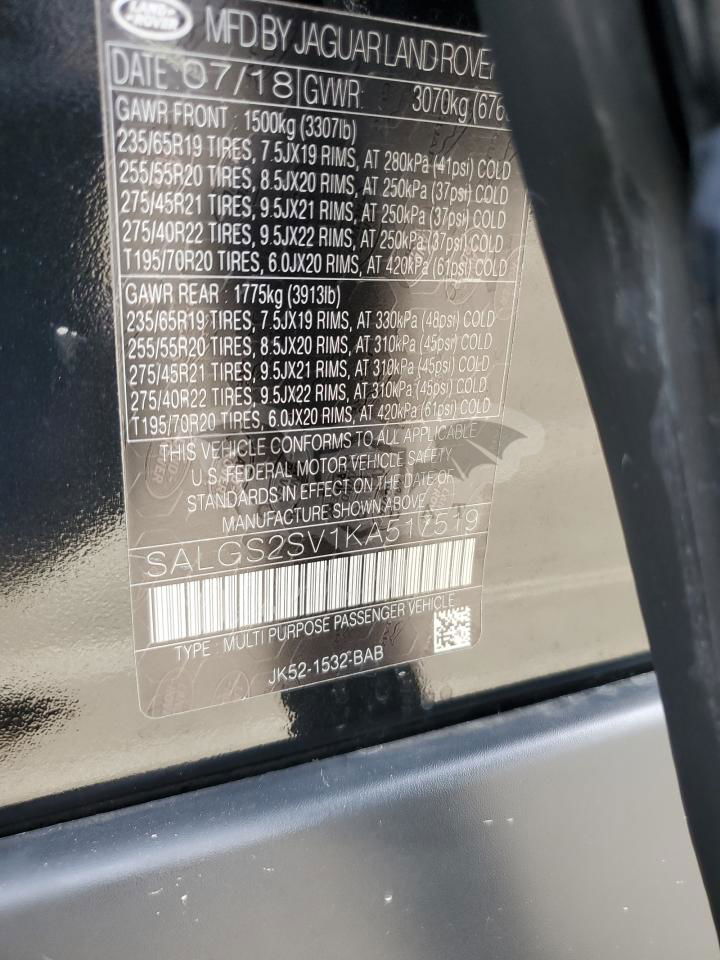 LAND-
ROVER
MFD.BY JAGUAR LAND ROVE
DATE: 07/18 GVWR: 3070kg (676
GAWR FRONT : 1500kg (3307lb)
235/65R19 TIRES, 7.5JX19 RIMS, AT 280kPa (41psi) COLD
255/55R20 TIRES, 8.5JX20 RIMS, AT 250kPa (37psi) COLD
275/45R21 TIRES, 9.5JX21 RIMS, AT 250kPa (37psi) COLD
275/40R22 TIRES, 9.5JX22 RIMS, AT 250kPa (37psi) COLD
T195/70R20 TIRES, 6.0JX20 RIMS, AT 420kPa (61psi) COLD
GAWR REAR : 1775kg (3913lb)
235/65R19 TIRES, 7.5JX19 RIMS, AT 330kPa (48psi) COLD
255/55R20 TIRES, 8.5JX20 RIMS, AT 310kPa (45psi) COLD
275/45R21 TIRES, 9.5JX21 RIMS, AT 310kPa (45psi) COLD
275/40R22 TIRES, 9.5JX22 RIMS, AT 310kPa (45psi) COLD
T195/70R20 TIRES, 6.0JX20 RIMS, AT 420kPa (61psi) COLD
THIS VEHICLE CONFORMS TO ALL APPLICABLE
U.S. FEDERAL MOTOR VEHICLE SAFETY
STANDARDS IN EFFECT ON THE DATE OF
MANUFACTURE SHOWN ABOVE
SALGS2SV1KA517519
TYPE : MULTI PURPOSE PASSENGER VEHICLE
JK52-1532-BAB